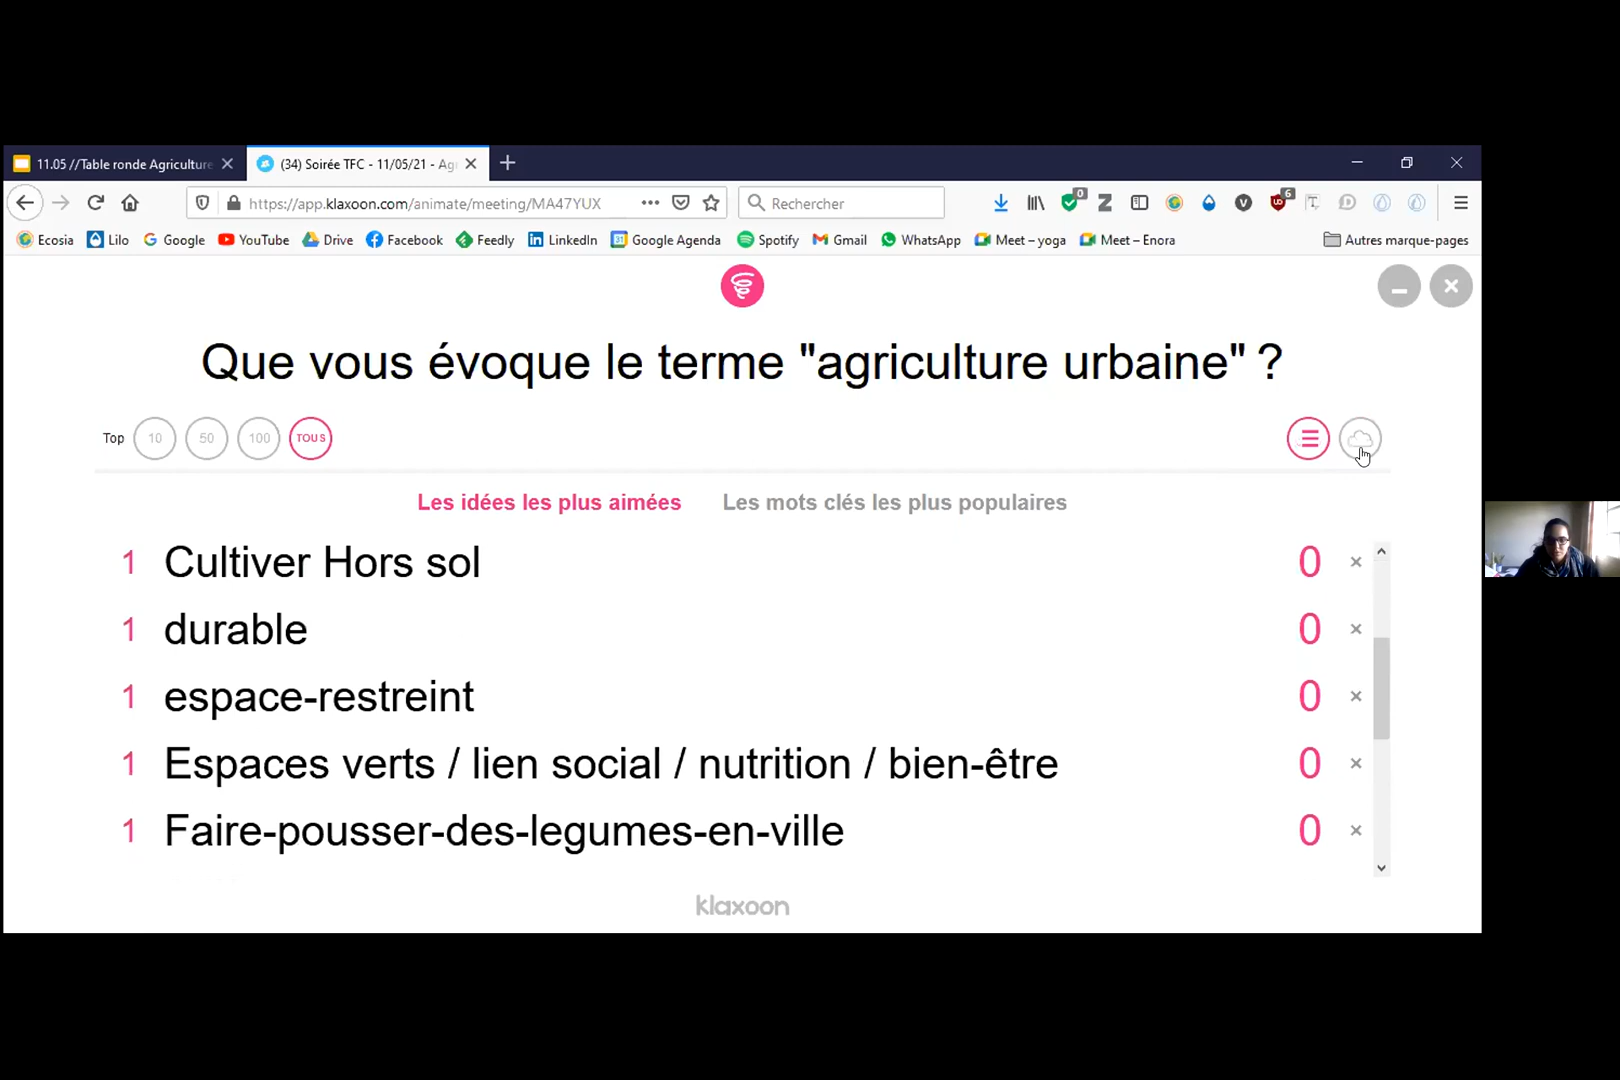 11.05 //Table ronde Agriculture
(34) Soirée TFC - 11/05/21 - Ag
https://app.klaxoon.com/animate/meeting/MA47YUX
Rechercher
0
6
Ecosia
Lilo
Google
YouTube
Drive
Facebook
Feedly
LinkedIn
Google Agenda
Spotify
Gmail
WhatsApp
Meet – yoga
Meet – Enora
Autres marque-pages
Que vous évoque le terme "agriculture urbaine" ?
Top 10 50 100 TOUS
Les idées les plus aimées
Les mots clés les plus populaires
1 Cultiver Hors sol 0
1 durable 0
1 espace-restreint 0
1 Espaces verts / lien social / nutrition / bien-être 0
1 Faire-pousser-des-legumes-en-ville 0
klaxoon